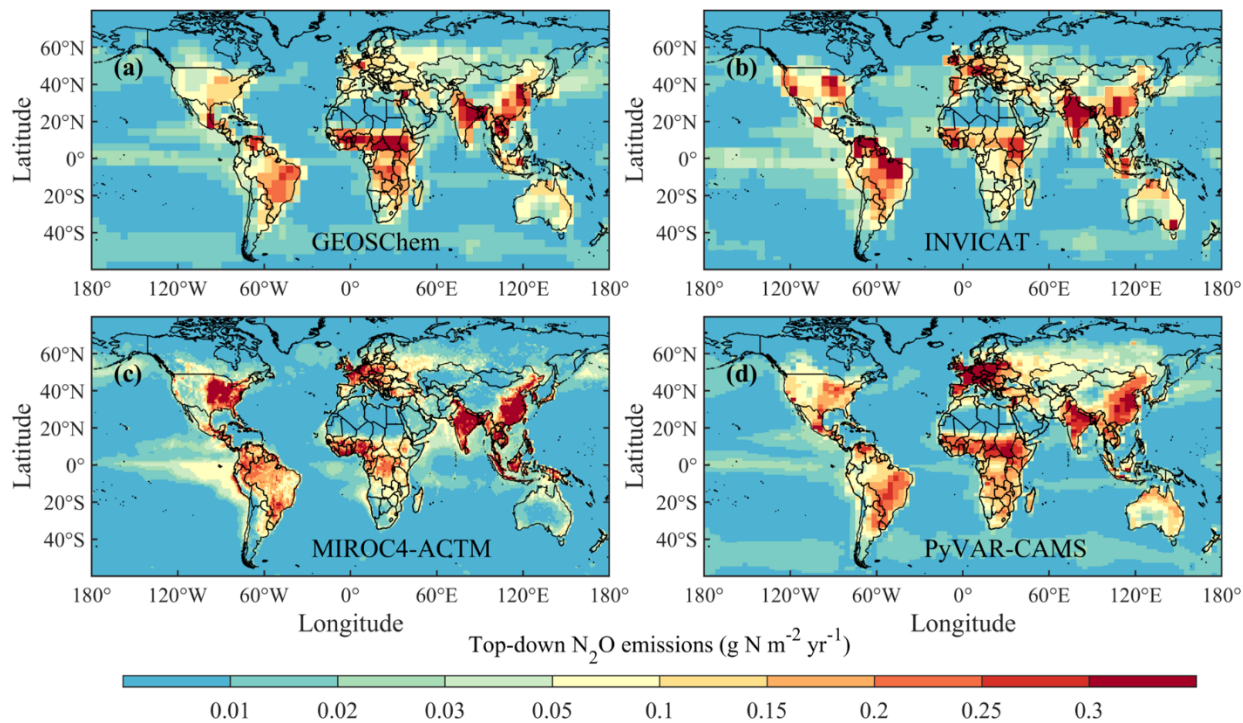 (a)
GEOSChem
60°N
40°N
20°N
0°
20°S
40°S
Latitude
180° 120°W 60°W 0° 60°E 120°E 180°
(b)
INVICAT
60°N
40°N
20°N
0°
20°S
40°S
Latitude
180° 120°W 60°W 0° 60°E 120°E 180°
(c)
MIROC4-ACTM
60°N
40°N
20°N
0°
20°S
40°S
Latitude
180° 120°W 60°W 0° 60°E 120°E 180°
Longitude
(d)
PyVAR-CAMS
60°N
40°N
20°N
0°
20°S
40°S
Latitude
180° 120°W 60°W 0° 60°E 120°E 180°
Longitude
Top-down N₂O emissions (g N m⁻² yr⁻¹)
0.01 0.02 0.03 0.05 0.1 0.15 0.2 0.25 0.3